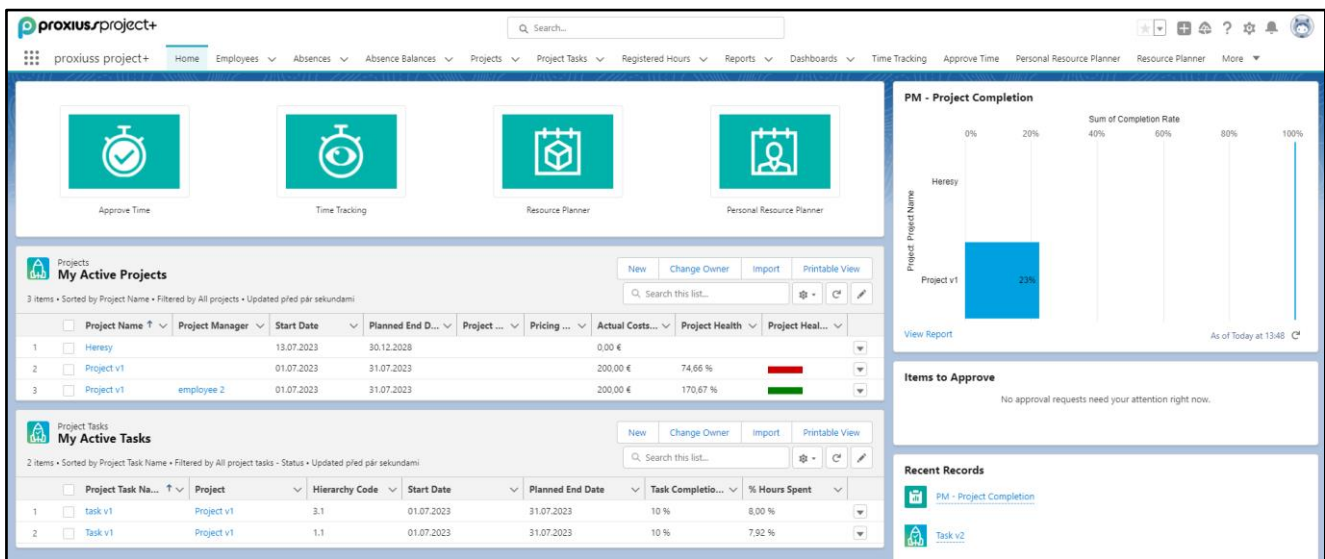 proxius project+
Search...
proxiuss project+ Home Employees Absences Absence Balances Projects Project Tasks Registered Hours Reports Dashboards Time Tracking Approve Time Personal Resource Planner Resource Planner More
Approve Time Time Tracking Resource Planner Personal Resource Planner
Projects
My Active Projects
New Change Owner Import Printable View
3 items • Sorted by Project Name • Filtered by All projects • Updated před pár sekundami
Search this list...
Project Name Project Manager Start Date Planned End D... Project ... Pricing ... Actual Costs... Project Health Project Heal...
1 Heresy 13.07.2023 30.12.2028 0,00 €
2 Project v1 01.07.2023 31.07.2023 200,00 € 74,66 %
3 Project v1 employee 2 01.07.2023 31.07.2023 200,00 € 170,67 %
Project Tasks
My Active Tasks
New Change Owner Import Printable View
2 items • Sorted by Project Task Name • Filtered by All project tasks - Status • Updated před pár sekundami
Search this list...
Project Task Na... Project Hierarchy Code Start Date Planned End Date Task Completio... % Hours Spent
1 task v1 Project v1 3.1 01.07.2023 31.07.2023 10 % 8,00 %
2 Task v1 Project v1 1.1 01.07.2023 31.07.2023 10 % 7,92 %
PM - Project Completion
Sum of Completion Rate
0% 20% 40% 60% 80% 100%
Project: Project Name
Heresy
Project v1 23%
View Report As of Today at 13:48
Items to Approve
No approval requests need your attention right now.
Recent Records
PM - Project Completion
Task v2